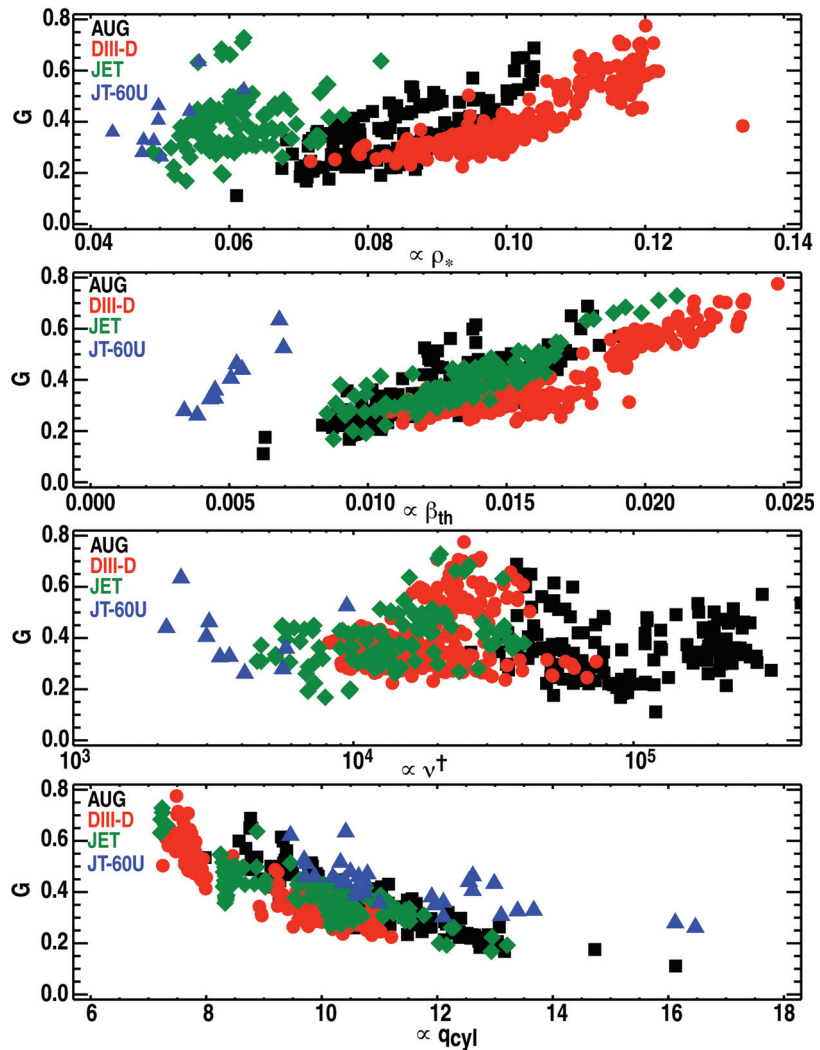 0.8
AUG
DIII-D
0.6
JET
JT-60U
G
0.4
0.2
0.0
0.04 0.06 0.08 0.10 0.12 0.14
∝ ρ*
0.8
AUG
DIII-D
0.6
JET
JT-60U
G
0.4
0.2
0.0
0.000 0.005 0.010 0.015 0.020 0.025
∝ βth
0.8
AUG
DIII-D
0.6
JET
JT-60U
G
0.4
0.2
0.0
10³ 10⁴ 10⁵
∝ ν†
0.8
AUG
DIII-D
0.6
JET
JT-60U
G
0.4
0.2
0.0
6 8 10 12 14 16 18
∝ qcyl